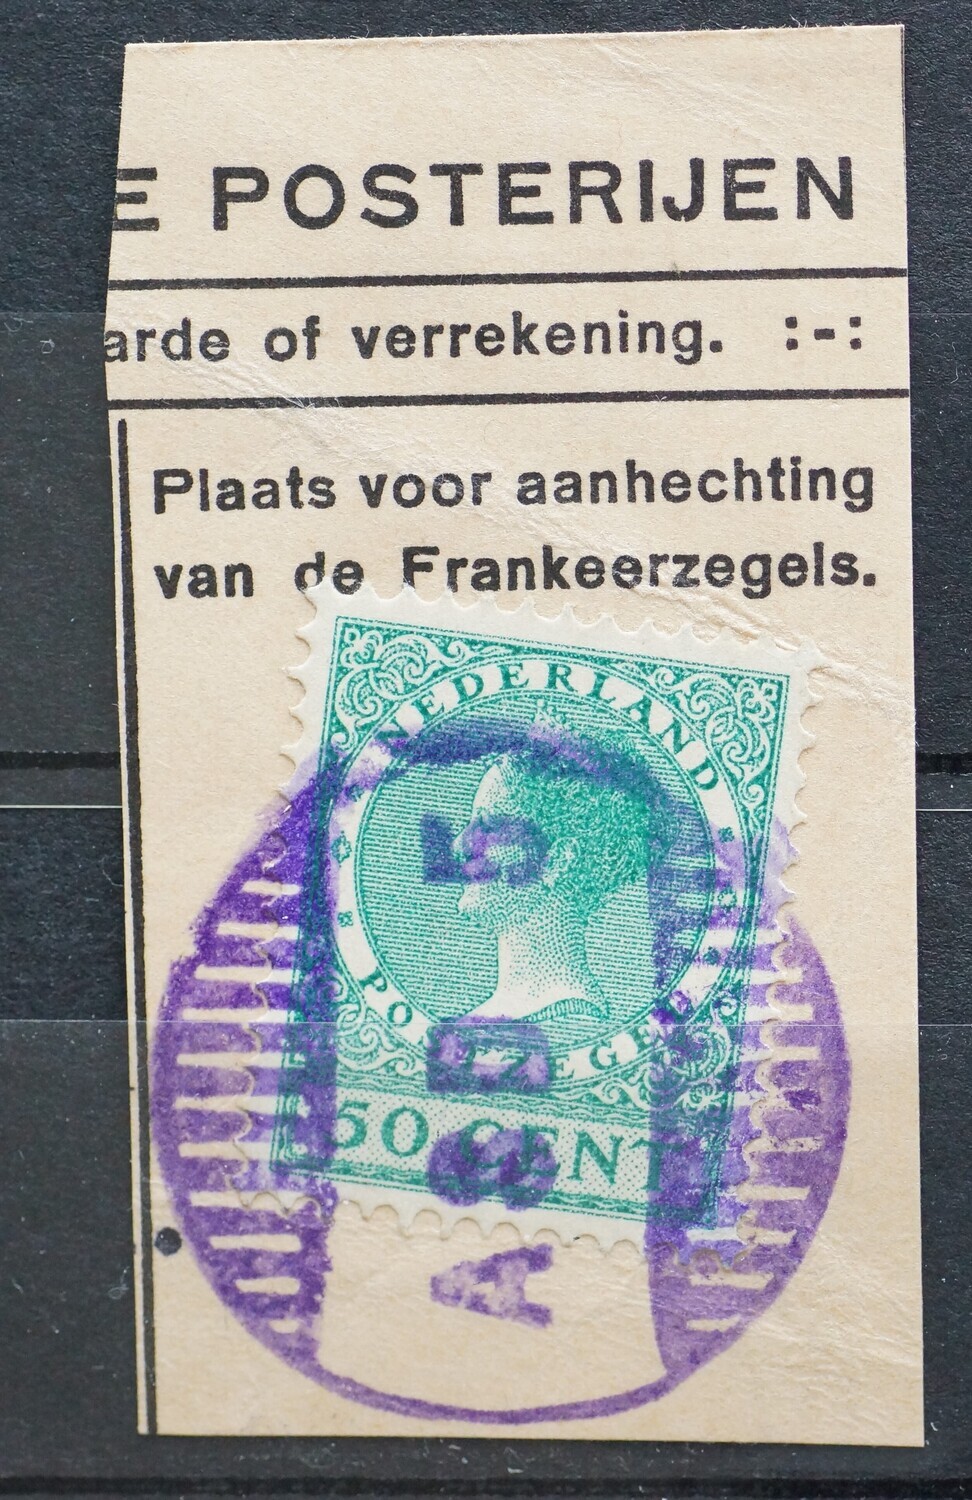 E POSTERIJEN
arde of verrekening. :-:
Plaats voor aanhechting
van de Frankeerzegels.
NEDERLAND
POSTZEGEL
50 CENT